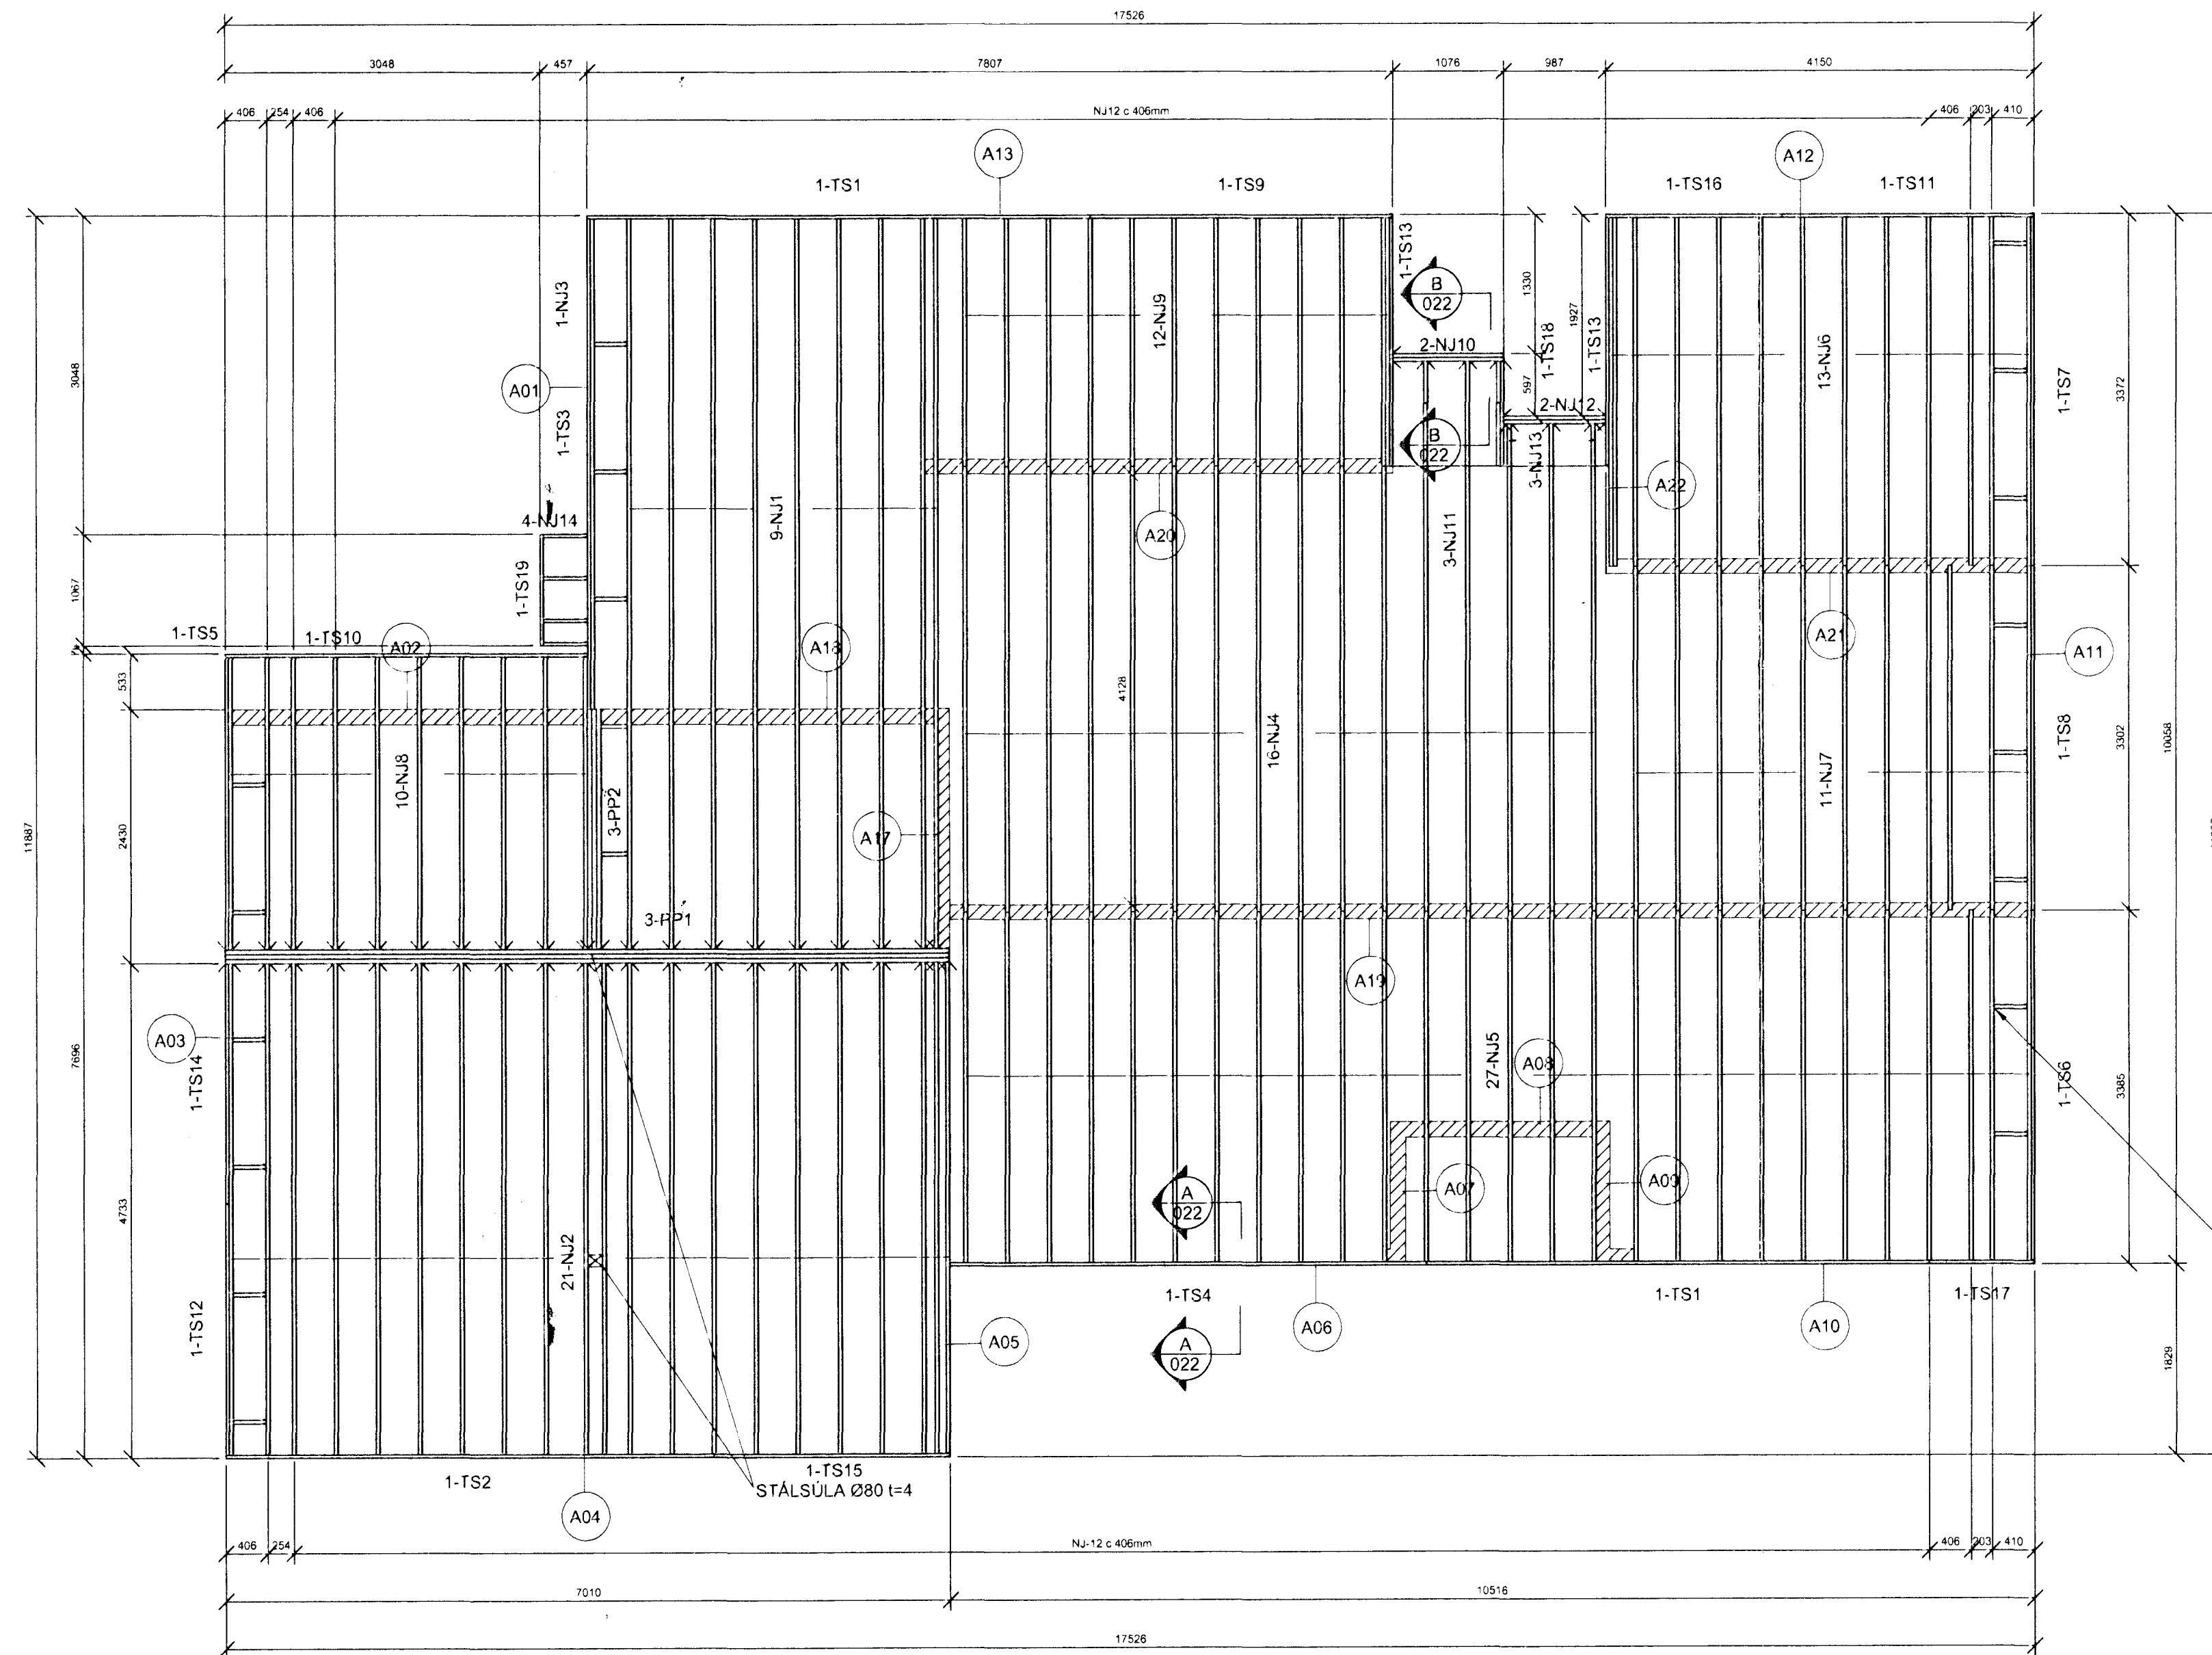 17526
3048 457 7807 1076 987 4150
406 254 406 NJ12 c 406mm 406 203 410
A13 A12
1-TS1 1-TS9 1-TS16 1-TS11
1-NJ3
1-TS3
A01
3048
11887
1-TS13
B
022
1330
1927
1-TS18
1-TS13
597
2-NJ10
2-NJ12
B
022
3-NJ13
12-NJ9
13-NJ6
1-TS7
3372
10058
A22
9-NJ1
4-NJ14
1-TS19
A20
3-NJ11
1067
1-TS5 1-TS10
A02
A18
A21
A11
533
10-NJ8
4128
16-NJ4
11-NJ7
1-TS8
3302
2430
3-PP2
A17
3-PP1
A19
A03
1-TS14
7696
27-NJ5
A08
1-TS6
3385
4733
A
022
A07
A09
21-NJ2
1-TS12
1-TS4 1-TS1 1-TS17
A05
A06
A10
A
022
1829
1-TS2 1-TS15
STÁLSÚLA Ø80 t=4
A04
406 254 NJ-12 c 406mm 406 203 410
7010 10516
17526